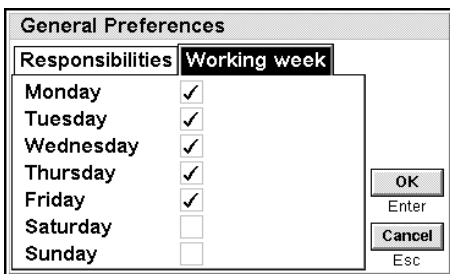 General Preferences
Responsibilities Working week
Monday
Tuesday
Wednesday
Thursday
Friday
Saturday
Sunday
OK
Enter
Cancel
Esc